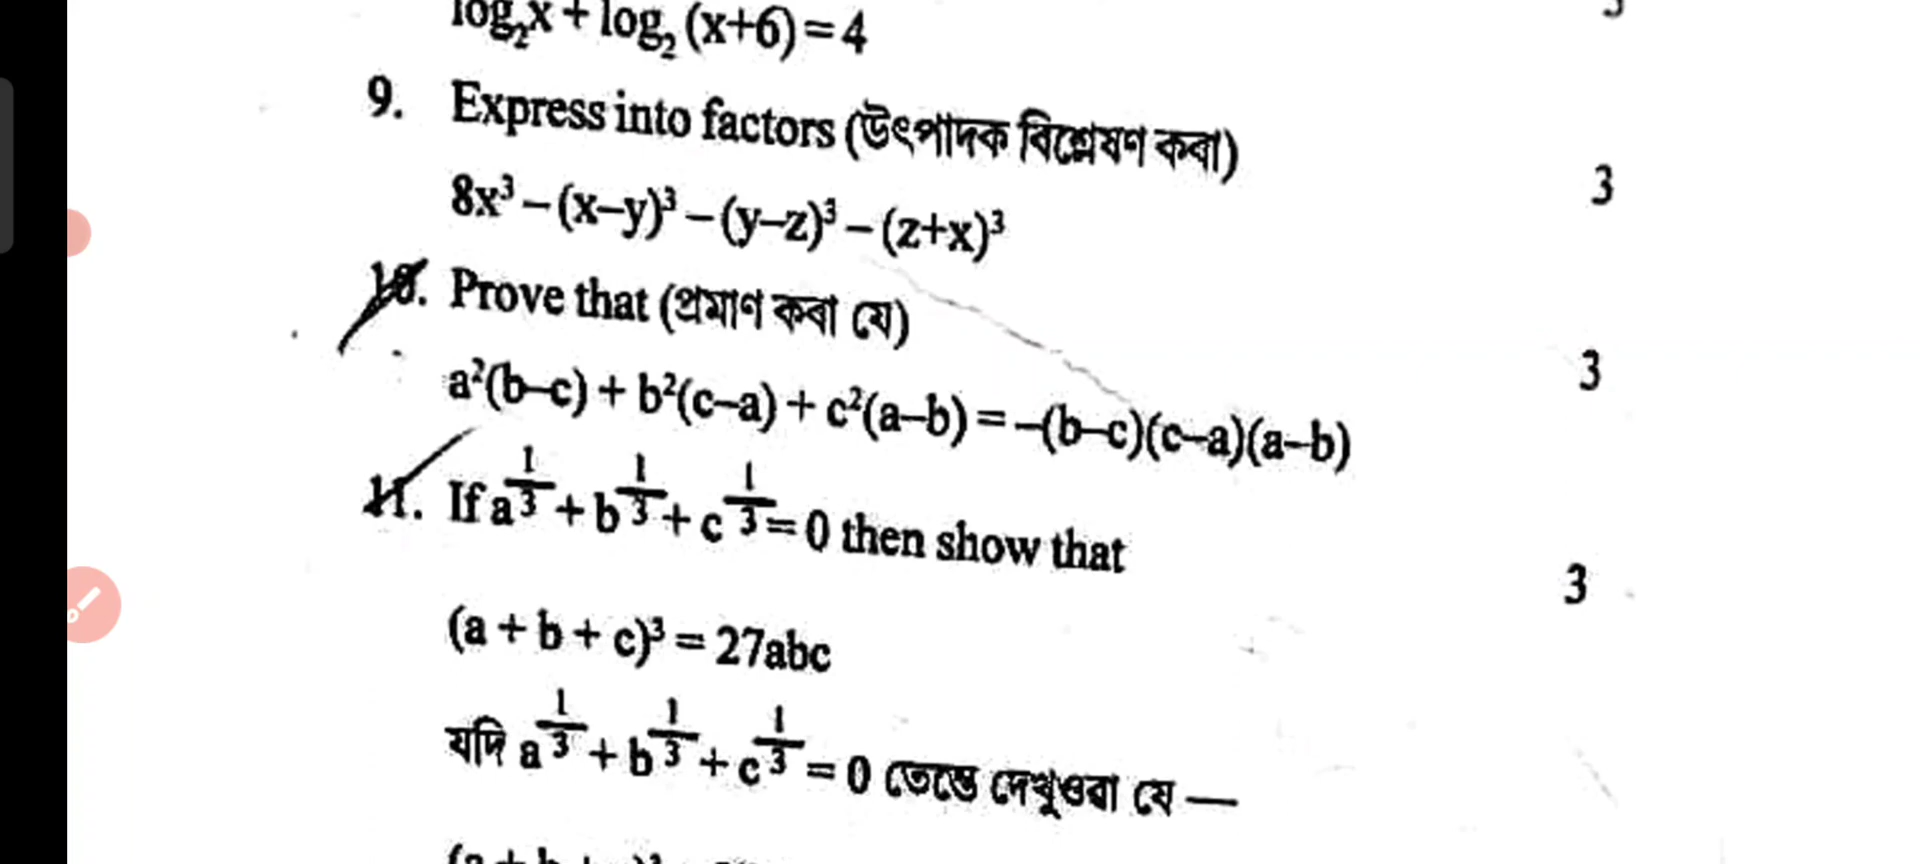 log₂x + log₂ (x+6) = 4
9. Express into factors (উৎপাদক বিশ্লেষণ কৰা)
3
8x³ – (x–y)³ – (y–z)³ – (z+x)³
10. Prove that (প্ৰমাণ কৰা যে)
3
a²(b–c) + b²(c–a) + c²(a–b) = –(b–c)(c–a)(a–b)
11. If a^(1/3) + b^(1/3) + c^(1/3) = 0 then show that
3
(a + b + c)³ = 27abc
যদি a^(1/3) + b^(1/3) + c^(1/3) = 0 তেন্তে দেখুওৱা যে —